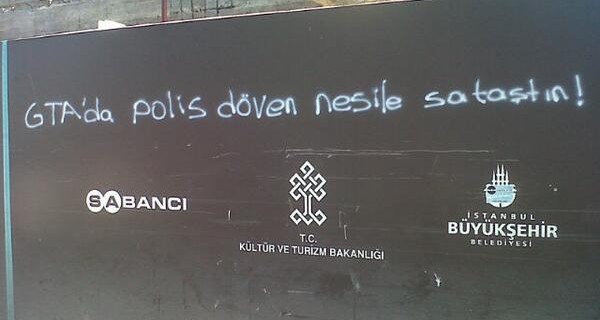 GTA'da polis döven nesile sataştın!
SABANCI
T.C.
KÜLTÜR VE TURİZM BAKANLIĞI
İSTANBUL
BÜYÜKŞEHİR
BELEDİYESİ